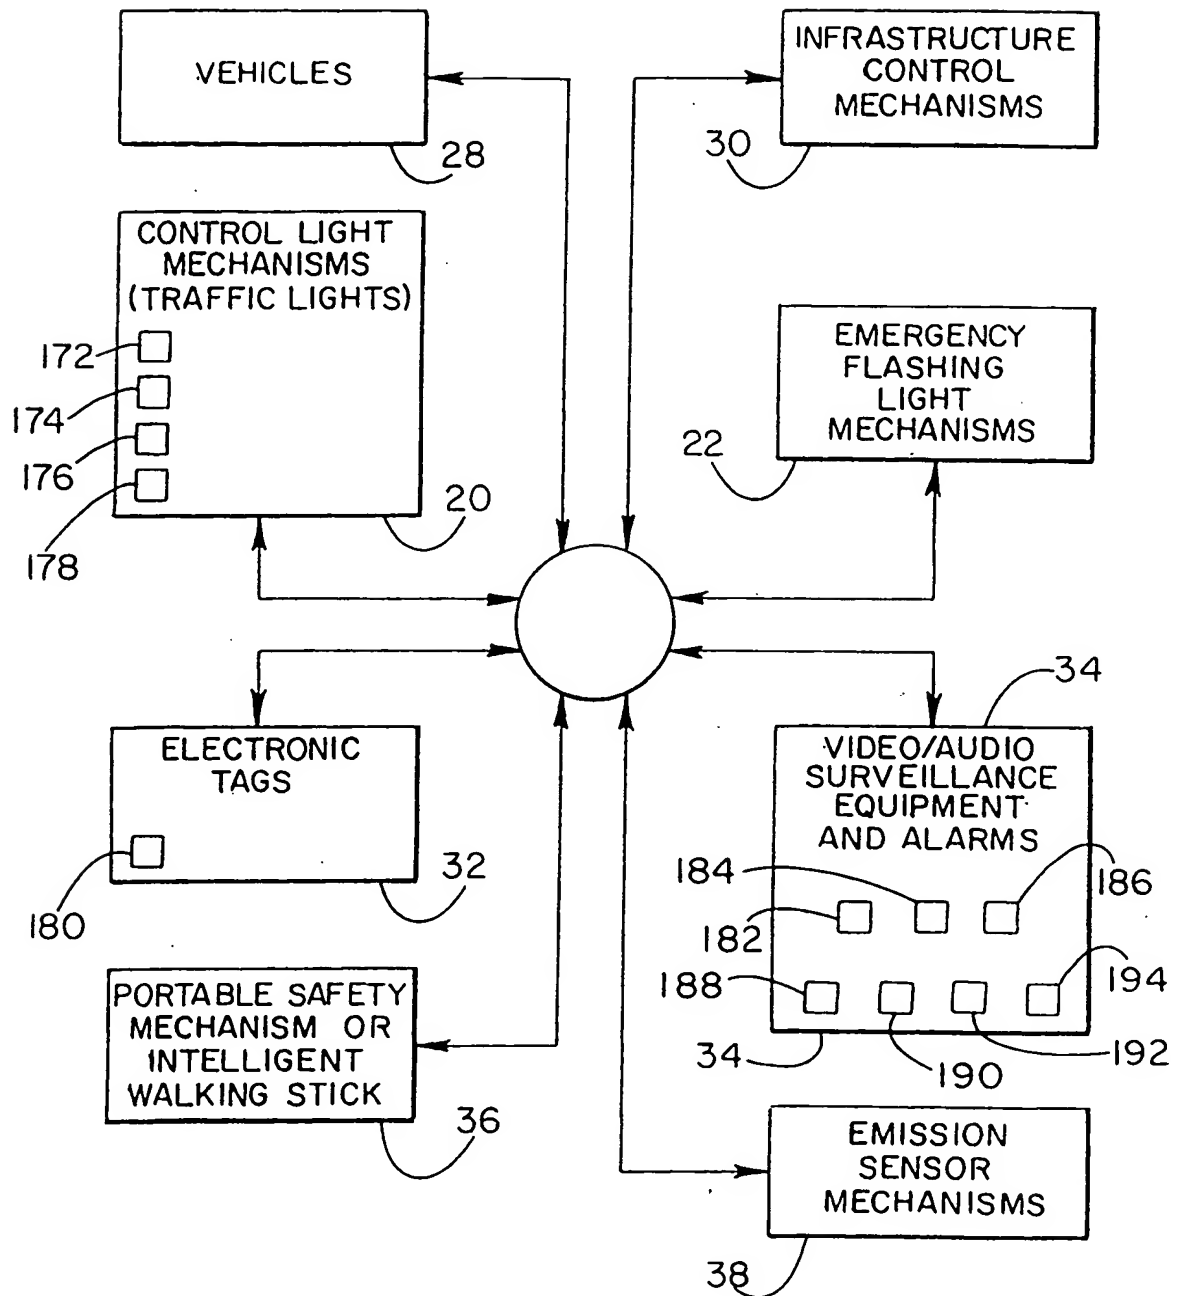 VEHICLES
28
INFRASTRUCTURE
CONTROL
MECHANISMS
30
CONTROL LIGHT
MECHANISMS
(TRAFFIC LIGHTS)
172
174
176
178
20
EMERGENCY
FLASHING
LIGHT
MECHANISMS
22
ELECTRONIC
TAGS
180
32
34
VIDEO/AUDIO
SURVEILLANCE
EQUIPMENT
AND ALARMS
184
186
182
188
194
34
190
192
PORTABLE SAFETY
MECHANISM OR
INTELLIGENT
WALKING STICK
36
EMISSION
SENSOR
MECHANISMS
38